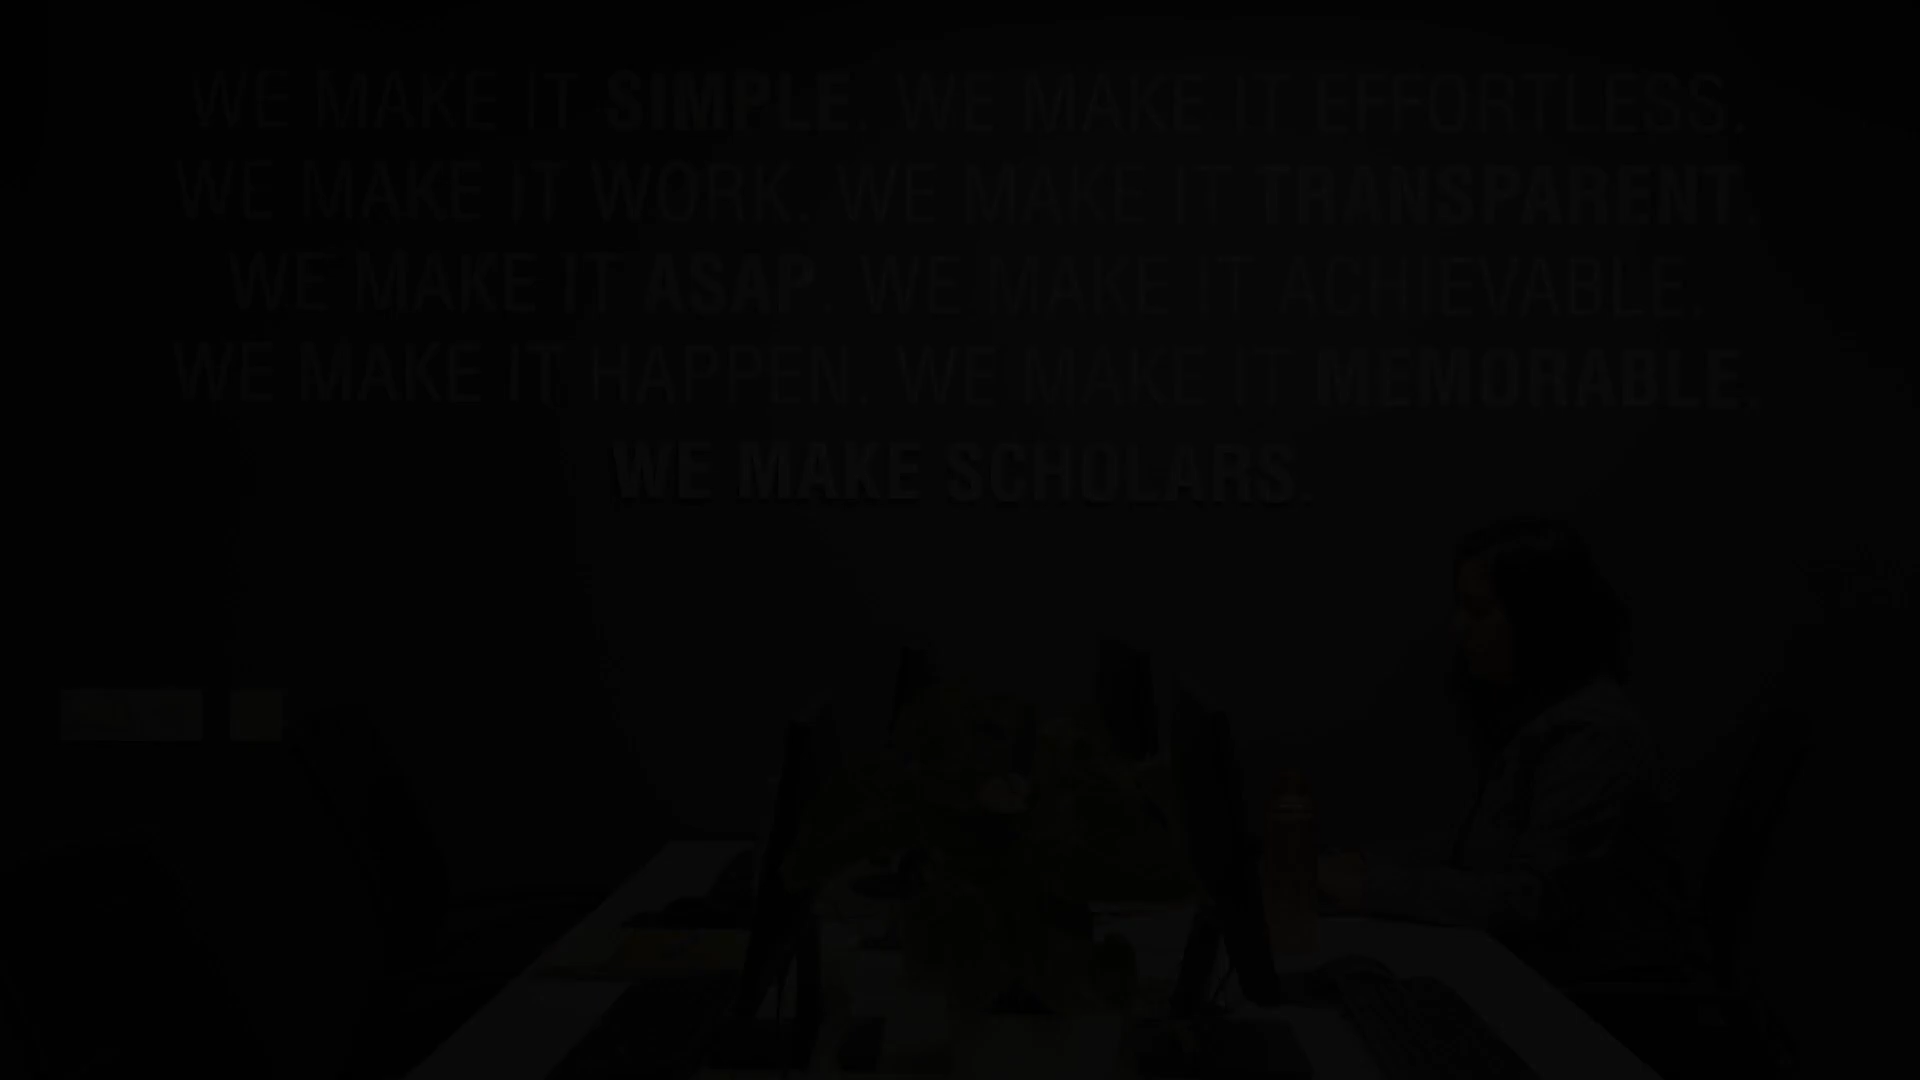 WE MAKE IT SIMPLE. WE MAKE IT EFFORTLESS.
WE MAKE IT WORK. WE MAKE IT TRANSPARENT.
WE MAKE IT ASAP. WE MAKE IT ACHIEVABLE.
WE MAKE IT HAPPEN. WE MAKE IT MEMORABLE.
WE MAKE SCHOLARS.